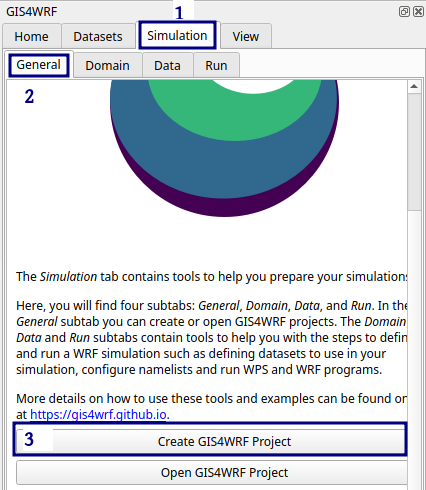 GIS4WRF
1
Home Datasets Simulation View
General Domain Data Run
2
The Simulation tab contains tools to help you prepare your simulations
Here, you will find four subtabs: General, Domain, Data, and Run. In the
General subtab you can create or open GIS4WRF projects. The Domain
Data and Run subtabs contain tools to help you with the steps to defin
and run a WRF simulation such as defining datasets to use in your
simulation, configure namelists and run WPS and WRF programs.
More details on how to use these tools and examples can be found on
at https://gis4wrf.github.io.
3 Create GIS4WRF Project
Open GIS4WRF Project